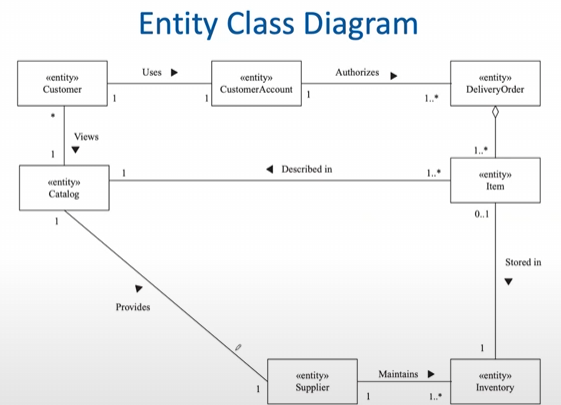 Entity Class Diagram
«entity»
Customer
Uses
1
1
«entity»
CustomerAccount
Authorizes
1
1..*
«entity»
DeliveryOrder
*
Views
1
1..*
«entity»
Catalog
1
Described in
1..*
«entity»
Item
1
0..1
Stored in
Provides
1
1
«entity»
Supplier
Maintains
1
1..*
«entity»
Inventory